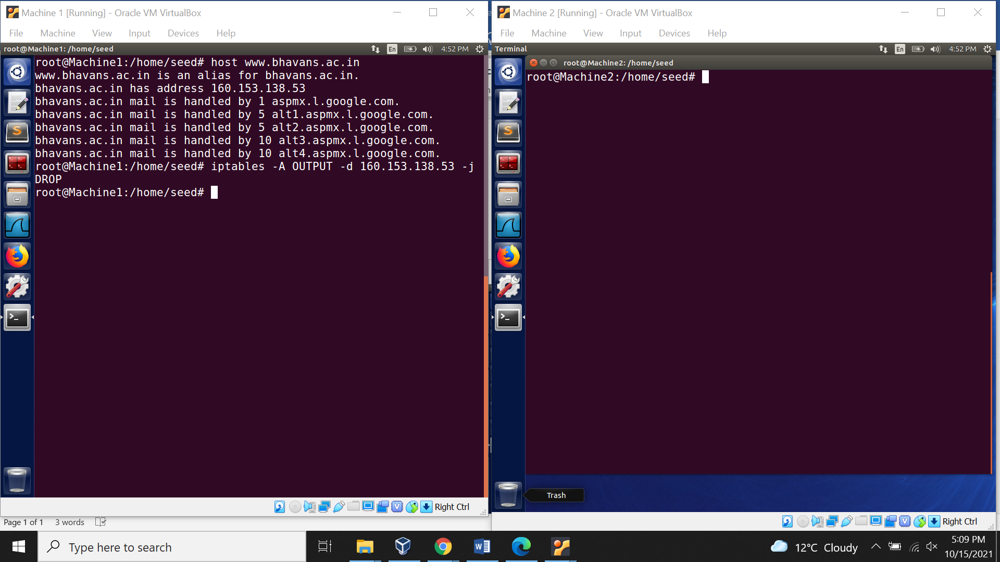 Machine 1 [Running] - Oracle VM VirtualBox
File Machine View Input Devices Help
root@Machine1: /home/seed En 4:52 PM
root@Machine1:/home/seed# host www.bhavans.ac.in
www.bhavans.ac.in is an alias for bhavans.ac.in.
bhavans.ac.in has address 160.153.138.53
bhavans.ac.in mail is handled by 1 aspmx.l.google.com.
bhavans.ac.in mail is handled by 5 alt1.aspmx.l.google.com.
bhavans.ac.in mail is handled by 5 alt2.aspmx.l.google.com.
bhavans.ac.in mail is handled by 10 alt3.aspmx.l.google.com.
bhavans.ac.in mail is handled by 10 alt4.aspmx.l.google.com.
root@Machine1:/home/seed# iptables -A OUTPUT -d 160.153.138.53 -j
DROP
root@Machine1:/home/seed#
Right Ctrl
Page 1 of 1 3 words
Machine 2 [Running] - Oracle VM VirtualBox
File Machine View Input Devices Help
Terminal En 4:52 PM
root@Machine2: /home/seed
root@Machine2:/home/seed#
Trash
Right Ctrl
Type here to search
12°C Cloudy
5:09 PM
10/15/2021